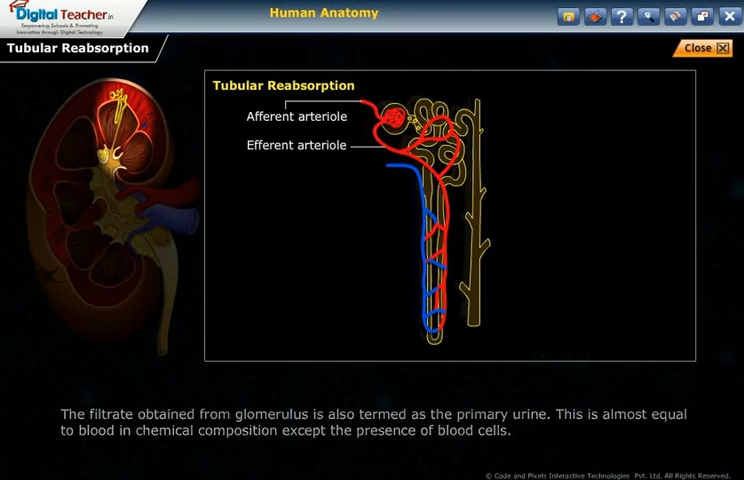 Digital Teacher.in
Empowering Schools & Promoting
Innovation through Digital Technology
Human Anatomy
Tubular Reabsorption
Close
Tubular Reabsorption
Afferent arteriole
Efferent arteriole
The filtrate obtained from glomerulus is also termed as the primary urine. This is almost equal
to blood in chemical composition except the presence of blood cells.
© Code and Pixels Interactive Technologies Pvt. Ltd. All Rights Reserved.